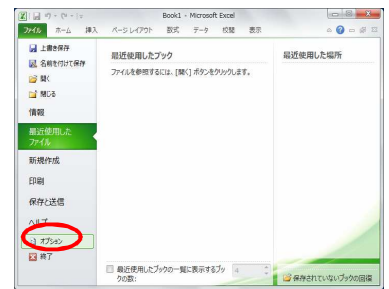 Book1 - Microsoft Excel
ファイル ホーム 挿入 ページレイアウト 数式 データ 校閲 表示
上書き保存
名前を付けて保存
開く
閉じる
情報
最近使用した
ファイル
新規作成
印刷
保存と送信
ヘルプ
オプション
終了
最近使用したブック
ファイルを参照するには、[開く] ボタンをクリックします。
最近使用したブックの一覧に表示するブッ
クの数:
4
最近使用した場所
保存されていないブックの回復